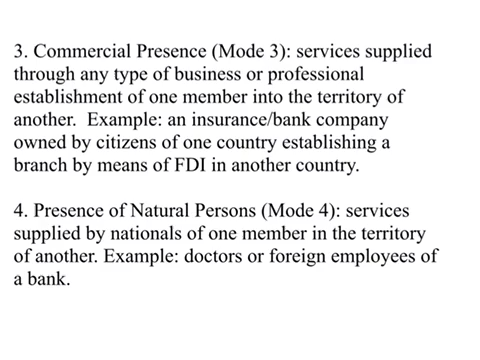 3. Commercial Presence (Mode 3): services supplied
through any type of business or professional
establishment of one member into the territory of
another.  Example: an insurance/bank company
owned by citizens of one country establishing a
branch by means of FDI in another country.
4. Presence of Natural Persons (Mode 4): services
supplied by nationals of one member in the territory
of another. Example: doctors or foreign employees of
a bank.